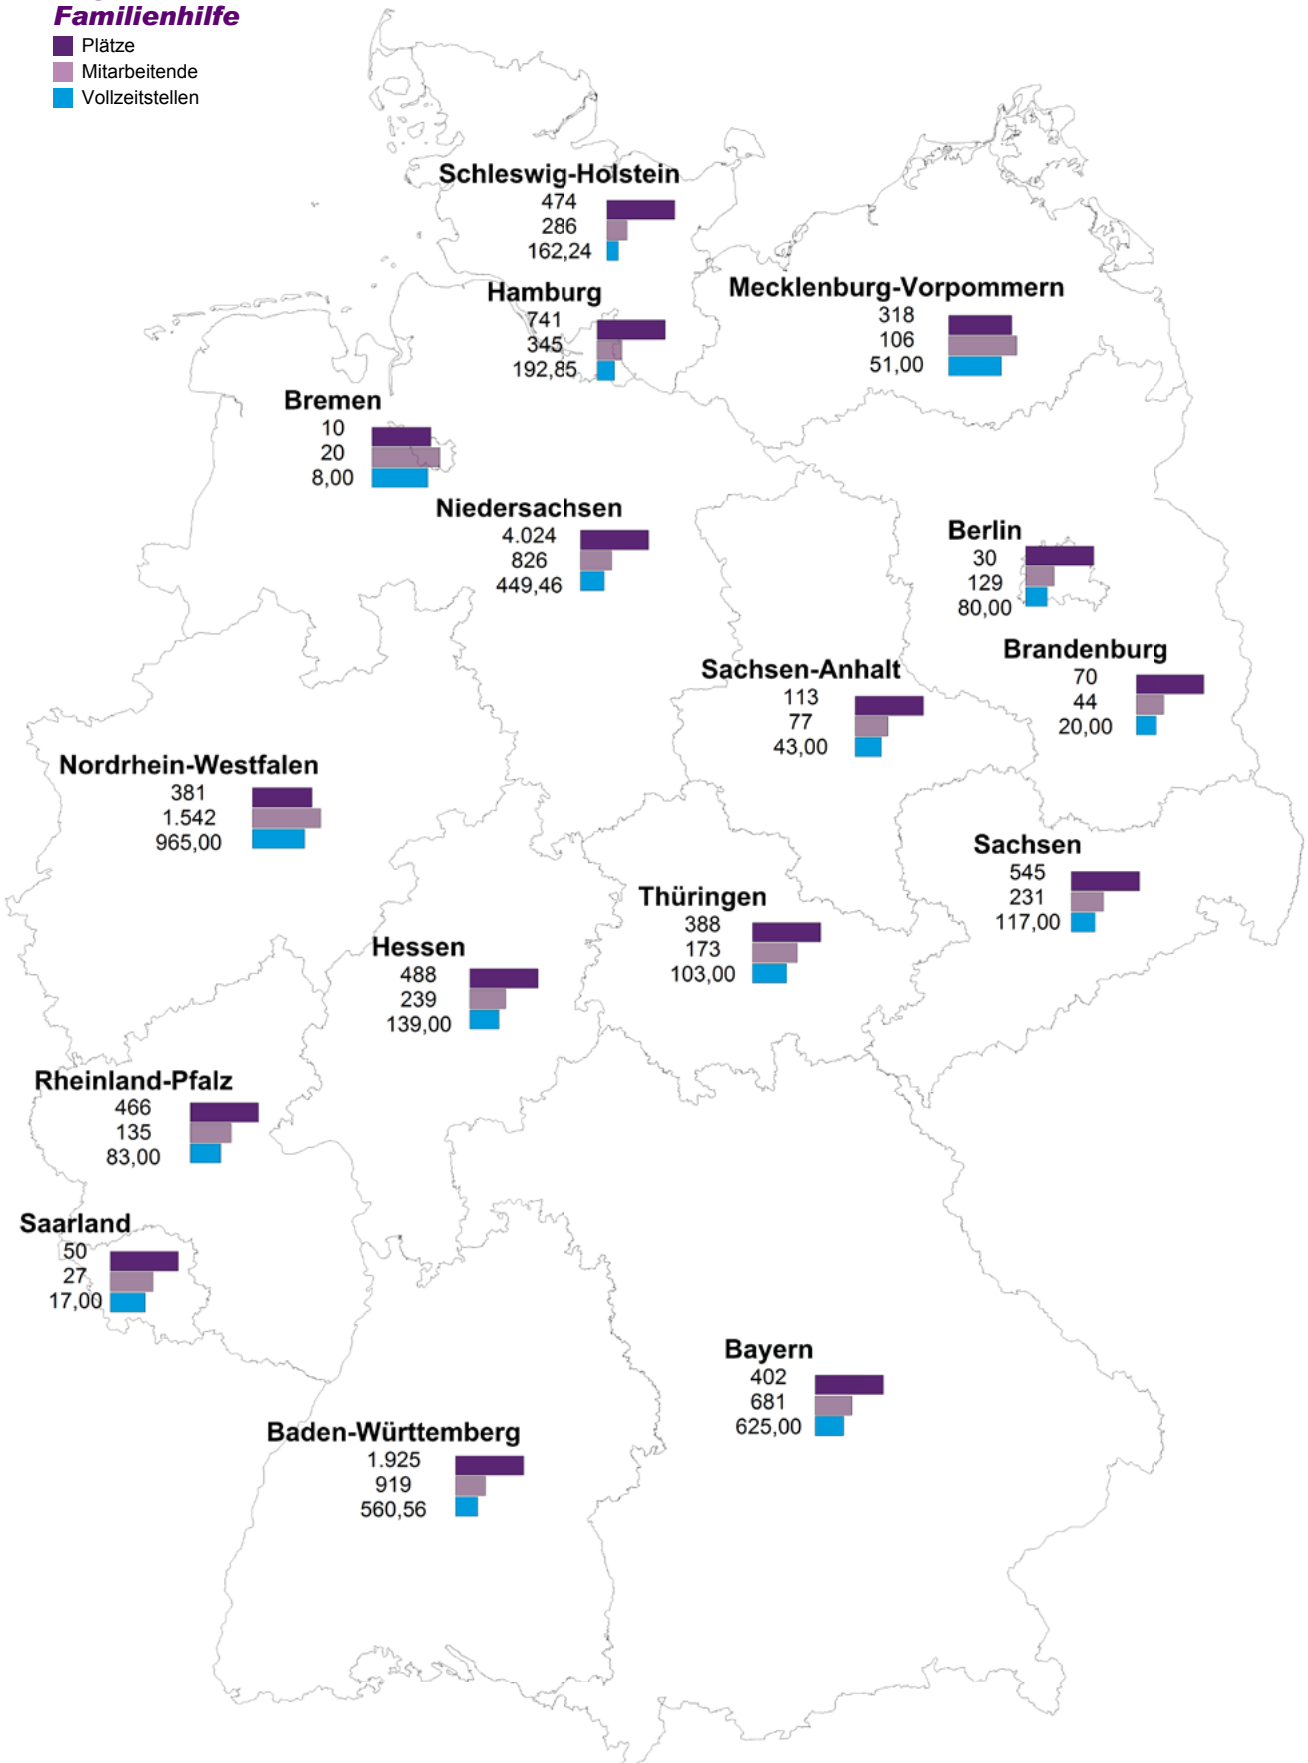 Familienhilfe
Plätze
Mitarbeitende
Vollzeitstellen
Schleswig-Holstein
474
286
162,24
Hamburg
741
345
192,85
Mecklenburg-Vorpommern
318
106
51,00
Bremen
10
20
8,00
Niedersachsen
4.024
826
449,46
Berlin
30
129
80,00
Brandenburg
70
44
20,00
Sachsen-Anhalt
113
77
43,00
Nordrhein-Westfalen
381
1.542
965,00
Sachsen
545
231
117,00
Thüringen
388
173
103,00
Hessen
488
239
139,00
Rheinland-Pfalz
466
135
83,00
Saarland
50
27
17,00
Bayern
402
681
625,00
Baden-Württemberg
1.925
919
560,56